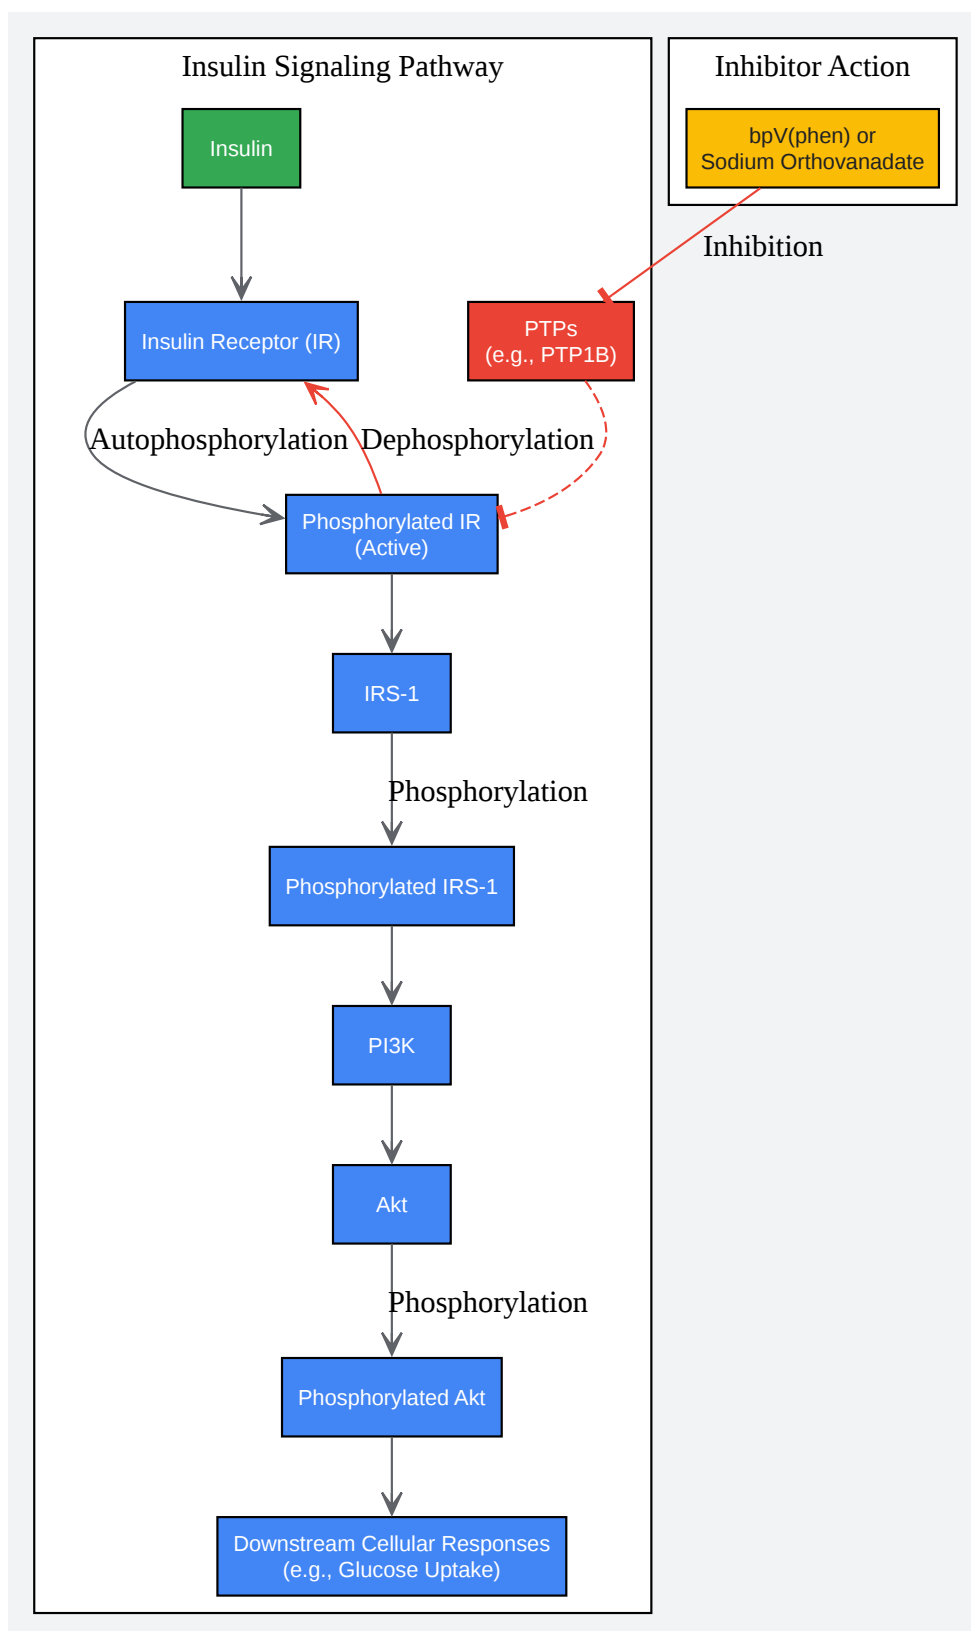 Insulin Signaling Pathway
Inhibitor Action
Insulin
bpV(phen) or
Sodium Orthovanadate
Inhibition
Insulin Receptor (IR)
PTPs
(e.g., PTP1B)
Autophosphorylation
Dephosphorylation
Phosphorylated IR
(Active)
IRS-1
Phosphorylation
Phosphorylated IRS-1
PI3K
Akt
Phosphorylation
Phosphorylated Akt
Downstream Cellular Responses
(e.g., Glucose Uptake)